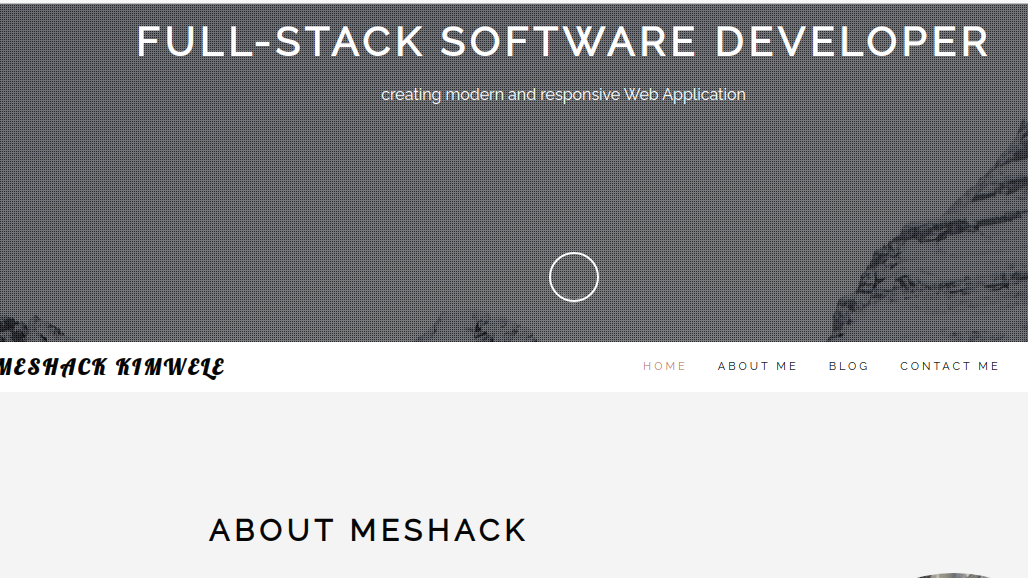 FULL-STACK SOFTWARE DEVELOPER
creating modern and responsive Web Application
MESHACK KIMWELE
HOME ABOUT ME BLOG CONTACT ME
ABOUT MESHACK